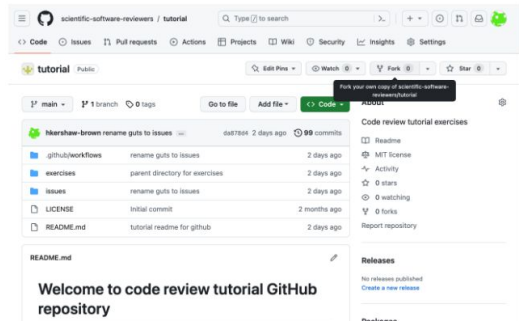 scientific-software-reviewers / tutorial
Type / to search
Code Issues Pull requests Actions Projects Wiki Security Insights Settings
tutorial Public
Edit Pins Watch 0 Fork 0 Star 0
Fork your own copy of scientific-software-reviewers/tutorial
main 1 branch 0 tags Go to file Add file Code
About
Code review tutorial exercises
hkershaw-brown rename guts to issues ... da878d4 2 days ago 99 commits
.github/workflows rename guts to issues 2 days ago
exercises parent directory for exercises 2 days ago
issues rename guts to issues 2 days ago
LICENSE Initial commit 2 months ago
README.md tutorial readme for github 2 days ago
Readme
MIT license
Activity
0 stars
0 watching
0 forks
Report repository
README.md
Welcome to code review tutorial GitHub
repository
Releases
No releases published
Create a new release
Packages